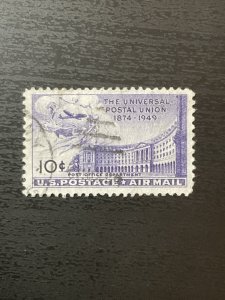 THE UNIVERSAL
POSTAL UNION
1874-1949
10¢
POST OFFICE DEPARTMENT
U.S. POSTAGE AIR MAIL